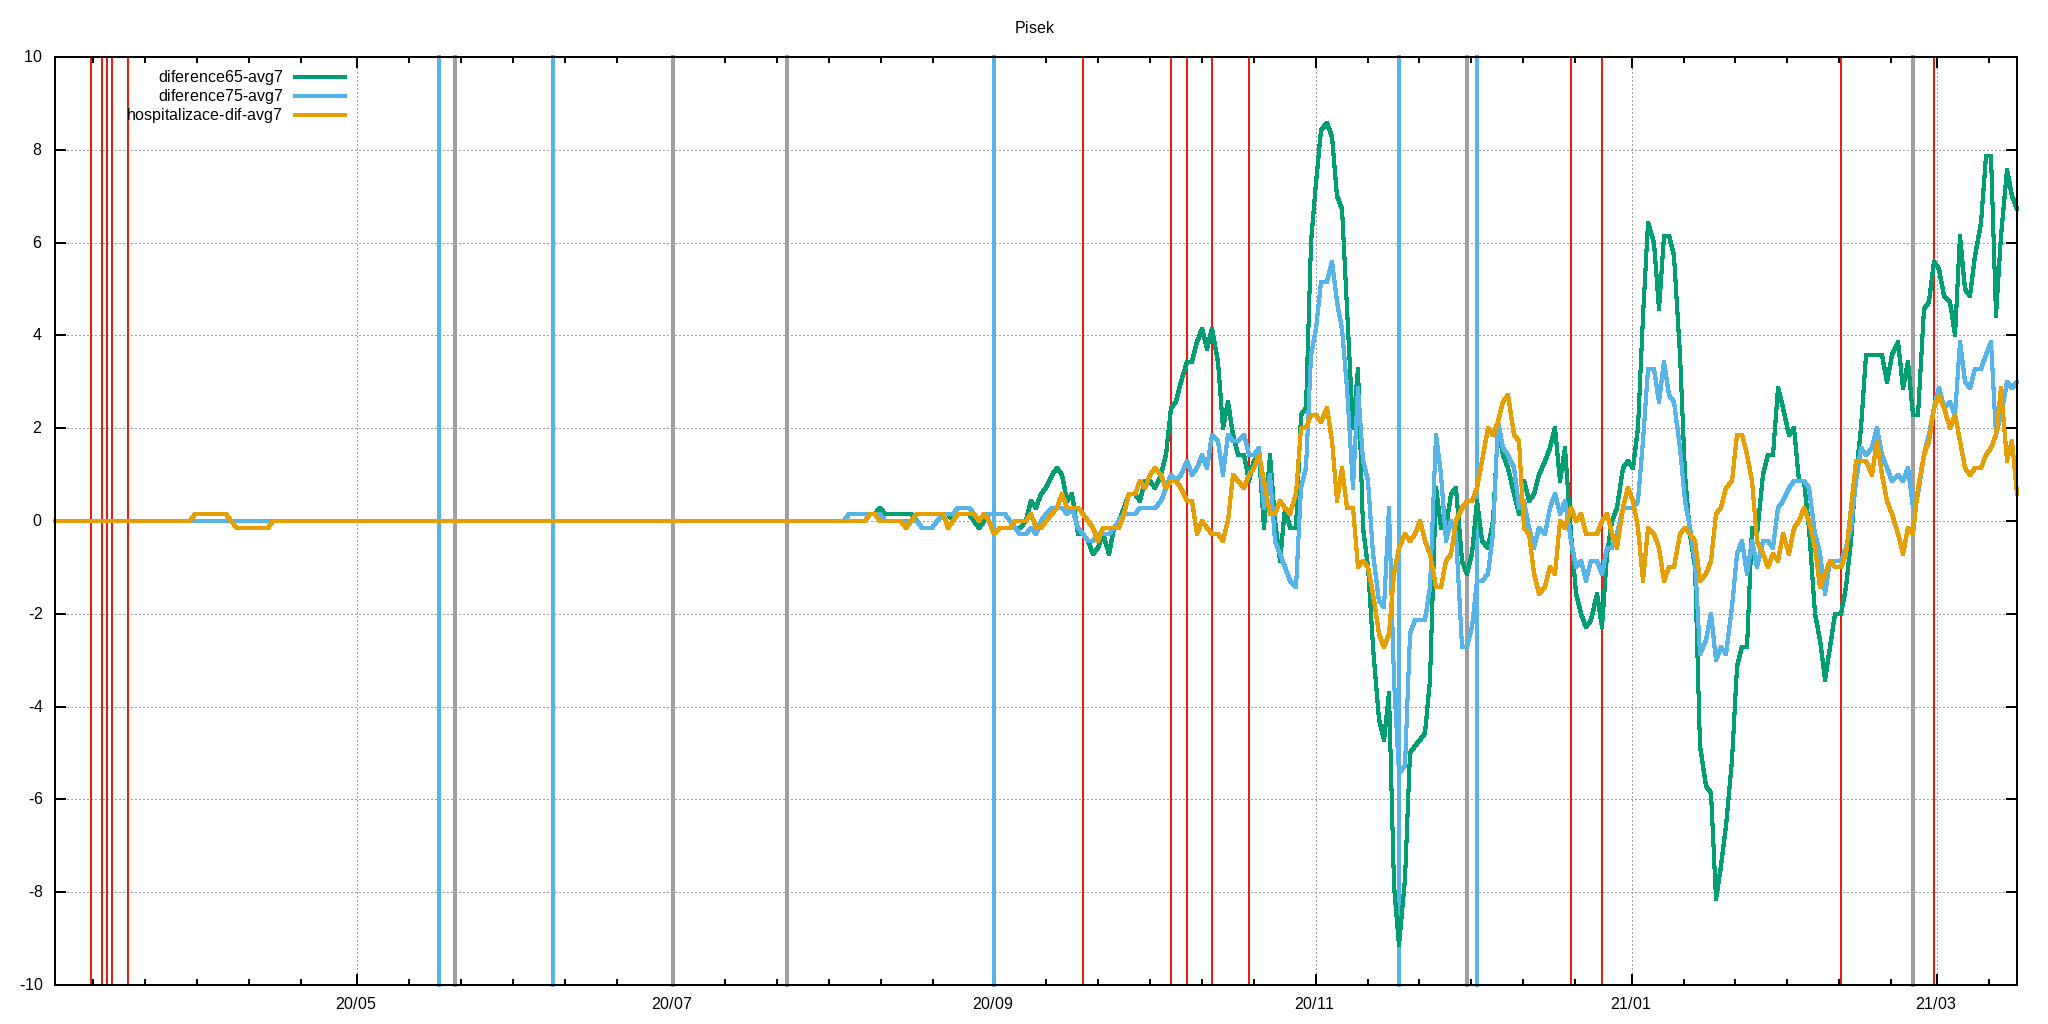 Pisek
diference65-avg7
diference75-avg7
hospitalizace-dif-avg7
10
8
6
4
2
0
-2
-4
-6
-8
-10
20/05 20/07 20/09 20/11 21/01 21/03